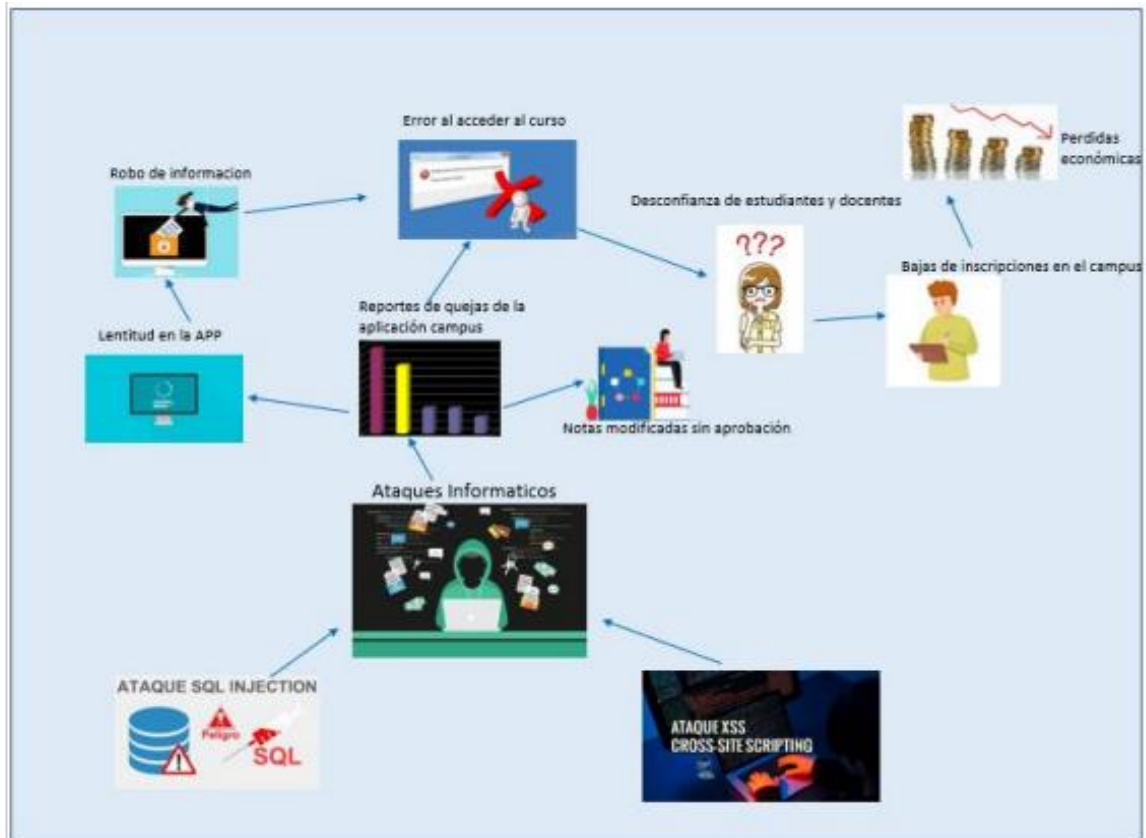 Error al acceder al curso
Perdidas
económicas
Robo de informacion
Desconfianza de estudiantes y docentes
???
Bajas de inscripciones en el campus
Reportes de quejas de la
aplicación campus
Lentitud en la APP
Notas modificadas sin aprobación
Ataques Informaticos
ATAQUE SQL INJECTION
Peligro
SQL
ATAQUE XSS
CROSS-SITE SCRIPTING